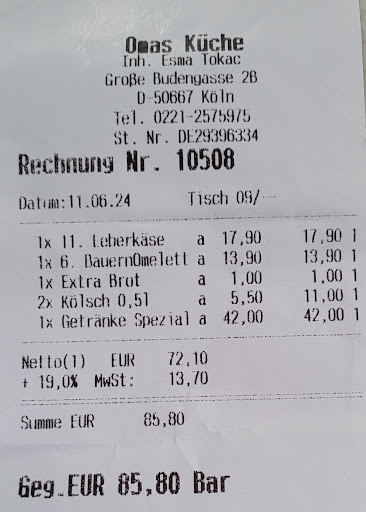 Omas Küche
Inh. Esma Tokac
Große Budengasse 2B
D-50667 Köln
Tel. 0221-2575975
St. Nr. DE29396334
Rechnung Nr. 10508
Datum:11.06.24 Tisch 09/---
1x 11. Leberkäse a 17,90 17,90 1
1x 6. BauernOmelett a 13,90 13,90 1
1x Extra Brot a 1,00 1,00 1
2x Kölsch 0,5l a 5,50 11,00 1
1x Getränke Spezial a 42,00 42,00 1
Netto(1) EUR 72,10
+ 19,0% MwSt: 13,70
Summe EUR 85,80
Geg.EUR 85,80 Bar